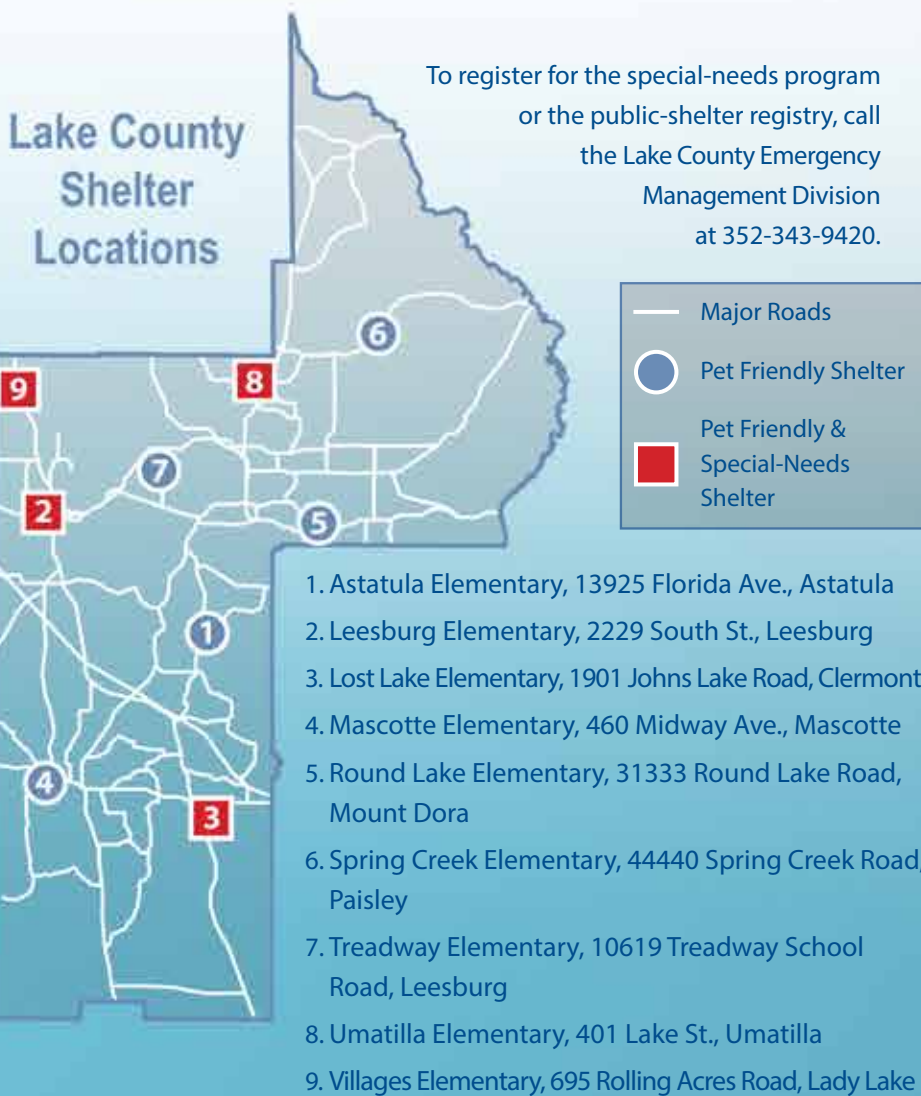 Lake County
Shelter
Locations
To register for the special-needs program
or the public-shelter registry, call
the Lake County Emergency
Management Division
at 352-343-9420.
Major Roads
Pet Friendly Shelter
Pet Friendly &
Special-Needs
Shelter
6
9
8
7
2
5
1
4
3
1. Astatula Elementary, 13925 Florida Ave., Astatula
2. Leesburg Elementary, 2229 South St., Leesburg
3. Lost Lake Elementary, 1901 Johns Lake Road, Clermont
4. Mascotte Elementary, 460 Midway Ave., Mascotte
5. Round Lake Elementary, 31333 Round Lake Road,
Mount Dora
6. Spring Creek Elementary, 44440 Spring Creek Road,
Paisley
7. Treadway Elementary, 10619 Treadway School
Road, Leesburg
8. Umatilla Elementary, 401 Lake St., Umatilla
9. Villages Elementary, 695 Rolling Acres Road, Lady Lake